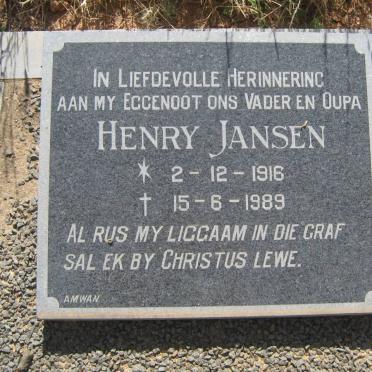 In Liefdevolle Herinnering
aan my Eggenoot ons Vader en Oupa
Henry Jansen
* 2-12-1916
† 15-6-1989
Al rus my liggaam in die graf
sal ek by Christus lewe.
AMWAN